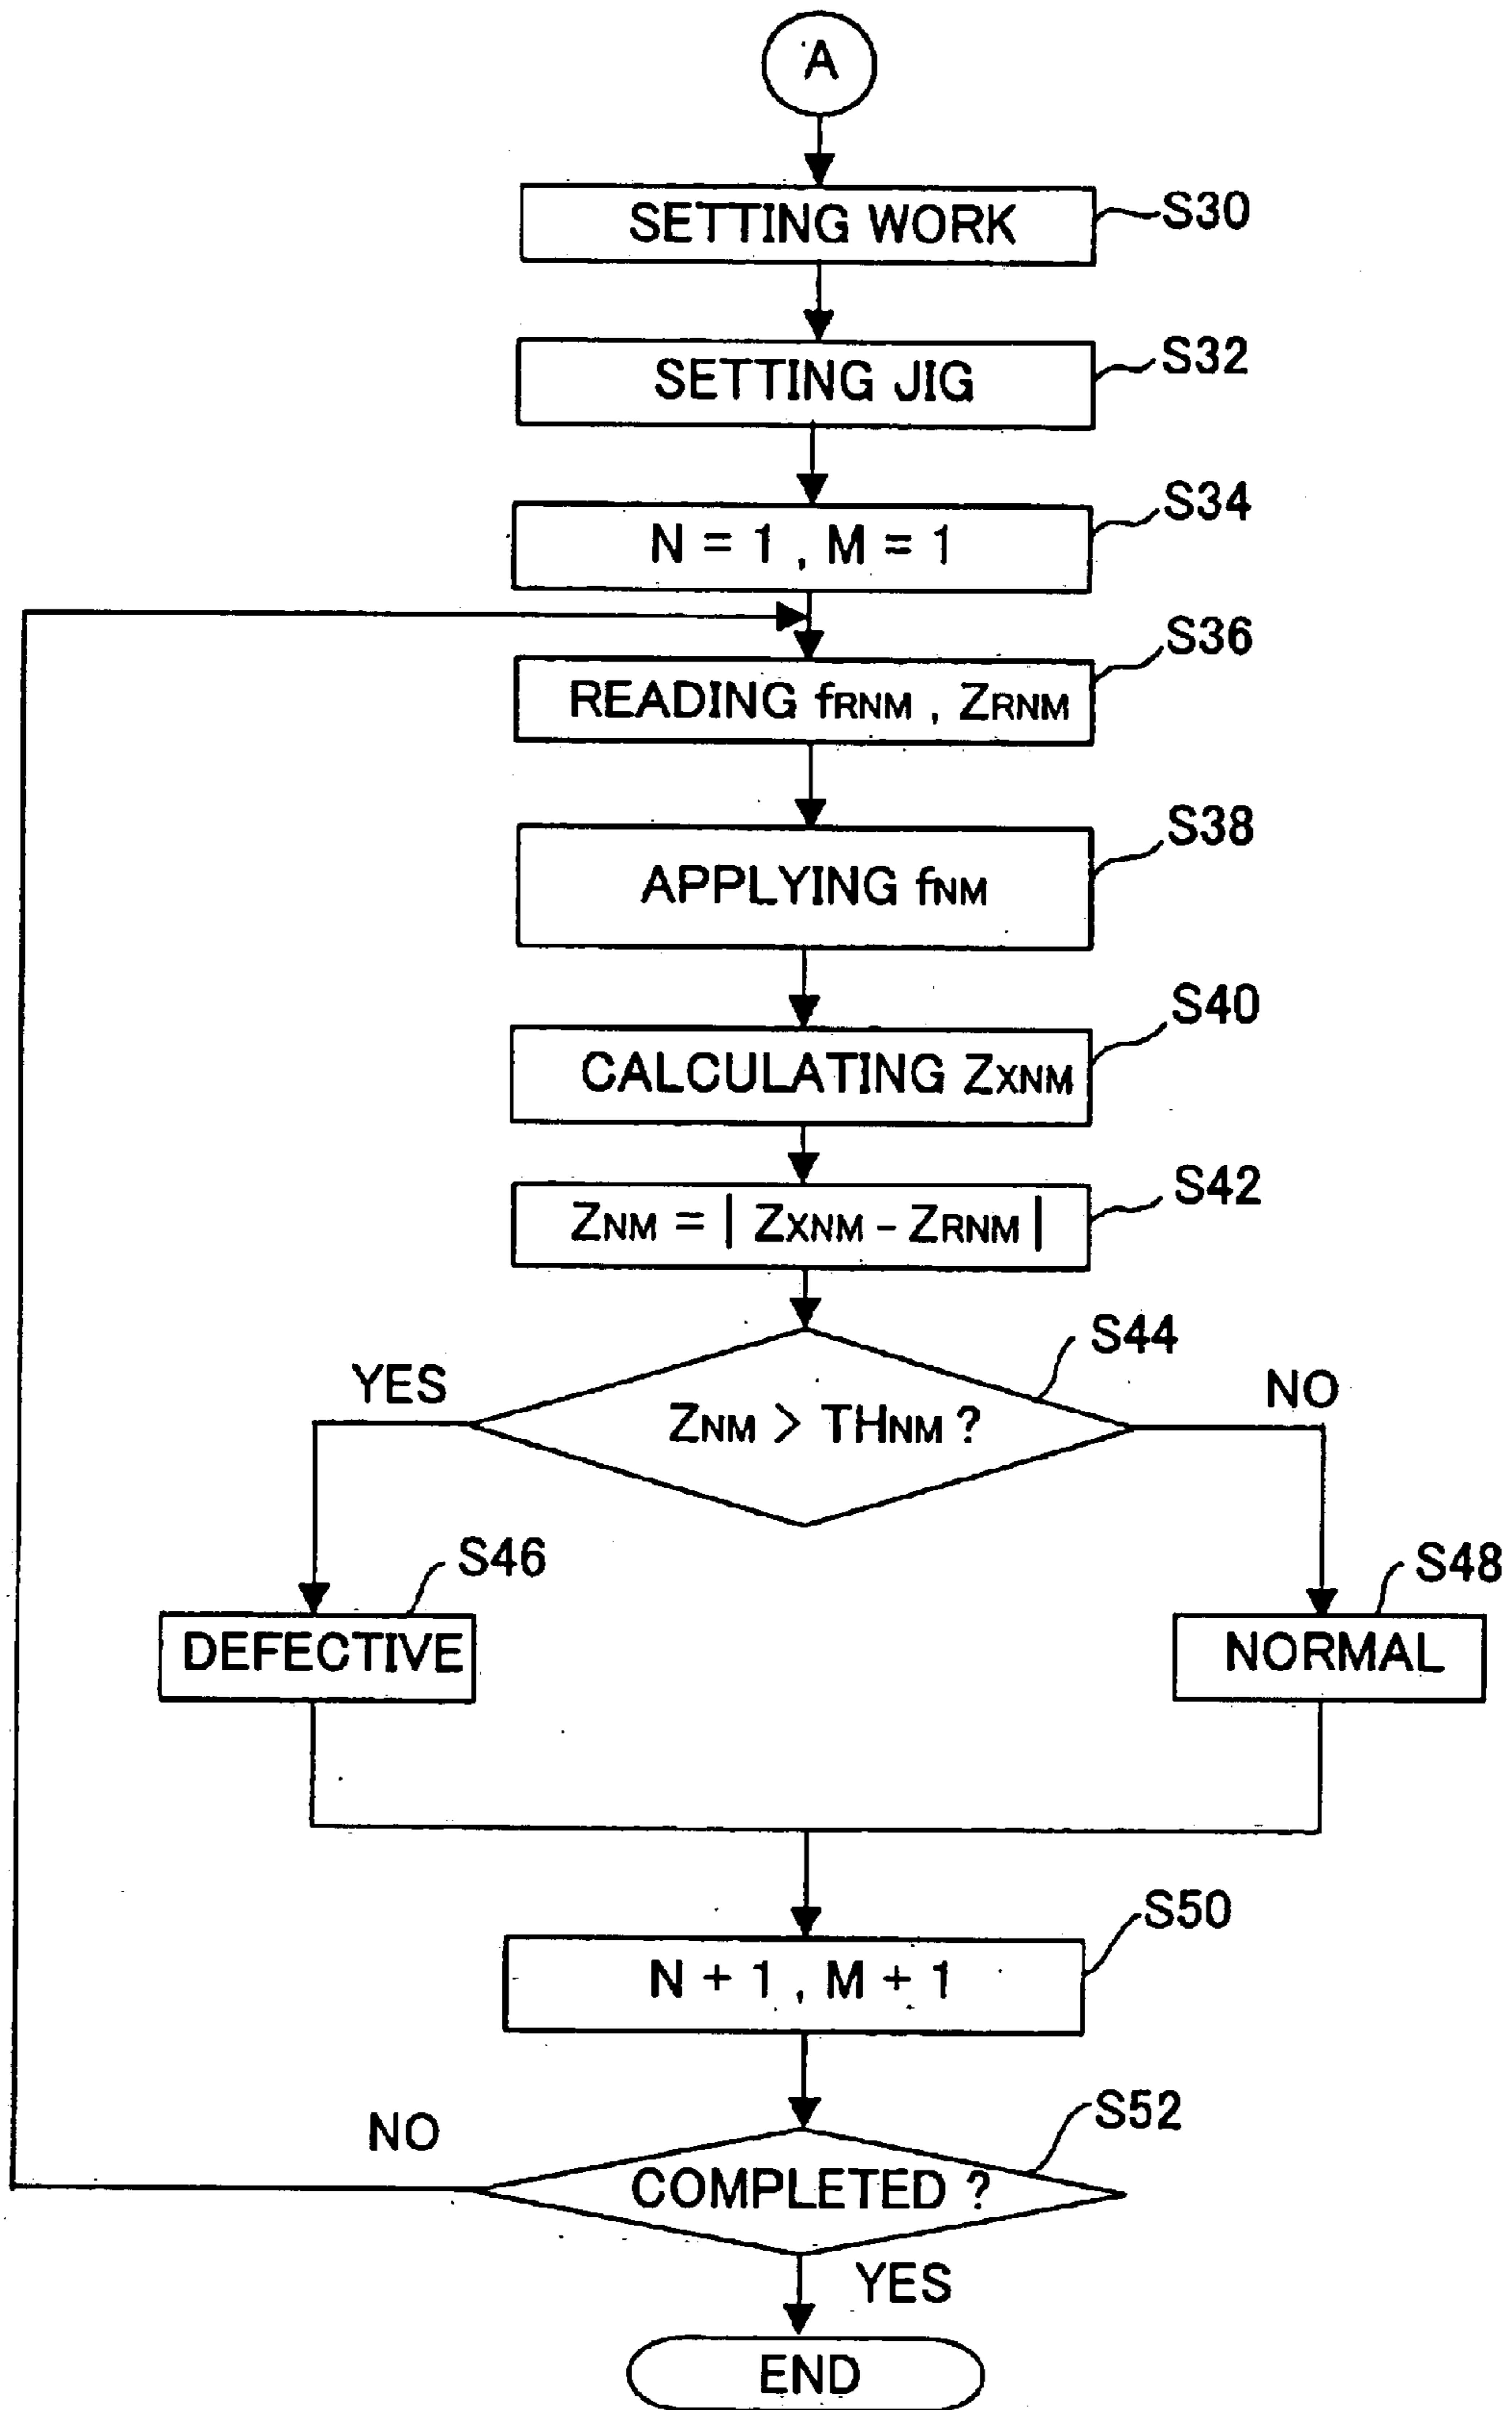 A
SETTING WORK
S30
SETTING JIG
S32
N = 1 , M = 1
S34
READING fRNM , ZRNM
S36
APPLYING fNM
S38
CALCULATING ZXNM
S40
ZNM = | ZXNM - ZRNM |
S42
S44
YES
NO
ZNM > THNM ?
S46
S48
DEFECTIVE
NORMAL
S50
N + 1 , M + 1
S52
NO
COMPLETED ?
YES
END